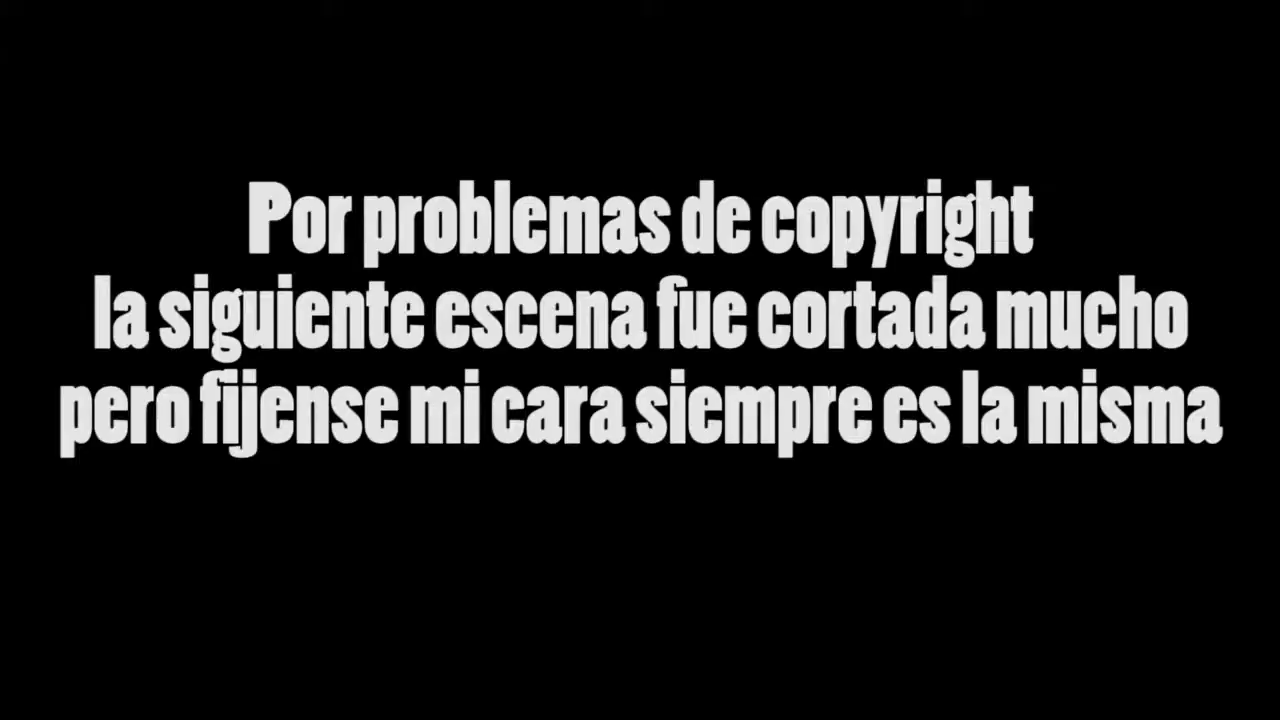 Por problemas de copyright
la siguiente escena fue cortada mucho
pero fijense mi cara siempre es la misma